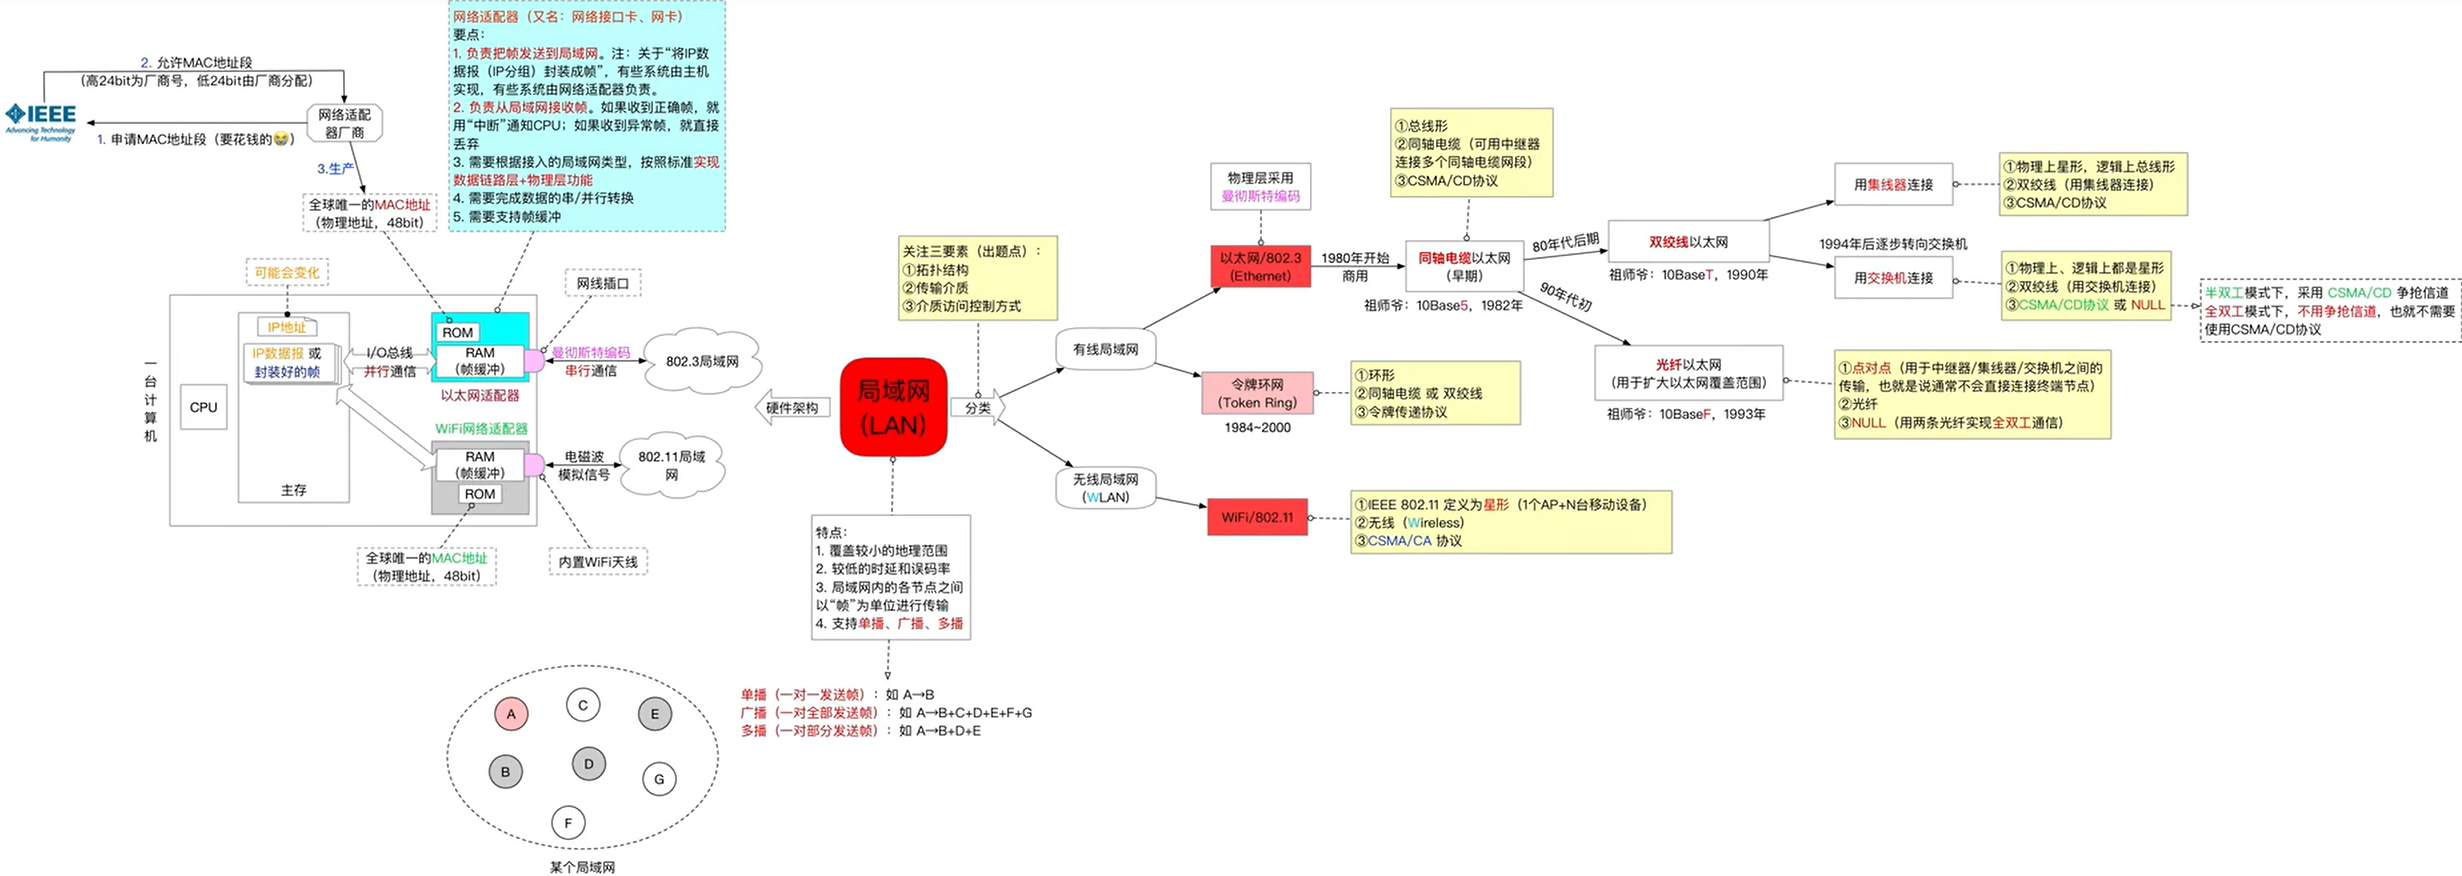 2. 允许MAC地址段
(高24bit为厂商号，低24bit由厂商分配)
IEEE
Advancing Technology
for Humanity
网络适配
器厂商
1. 申请MAC地址段（要花钱的😭）
3.生产
全球唯一的MAC地址
（物理地址，48bit）
网络适配器（又名：网络接口卡、网卡）
要点：
1. 负责把帧发送到局域网。注：关于“将IP数
据报（IP分组）封装成帧”，有些系统由主机
实现，有些系统由网络适配器负责。
2. 负责从局域网接收帧。如果收到正确帧，就
用“中断”通知CPU；如果收到异常帧，就直接
丢弃
3. 需要根据接入的局域网类型，按照标准实现
数据链路层+物理层功能
4. 需要完成数据的串/并行转换
5. 需要支持帧缓冲
可能会变化
网线插口
一台计算机
CPU
IP地址
IP数据报 或
封装好的帧
主存
I/O总线
并行通信
ROM
RAM
(帧缓冲)
以太网适配器
曼彻斯特编码
串行通信
802.3局域网
WiFi网络适配器
RAM
(帧缓冲)
ROM
电磁波
模拟信号
802.11局域
网
全球唯一的MAC地址
（物理地址，48bit）
内置WiFi天线
硬件架构
局域网
(LAN)
分类
关注三要素（出题点）：
①拓扑结构
②传输介质
③介质访问控制方式
特点：
1. 覆盖较小的地理范围
2. 较低的时延和误码率
3. 局域网内的各节点之间
以“帧”为单位进行传输
4. 支持单播、广播、多播
单播（一对一发送帧）：如 A→B
广播（一对全部发送帧）：如 A→B+C+D+E+F+G
多播（一对部分发送帧）：如 A→B+D+E
A
C
E
B
D
G
F
某个局域网
有线局域网
无线局域网
(WLAN)
物理层采用
曼彻斯特编码
以太网/802.3
(Ethernet)
1980年开始
商用
①总线形
②同轴电缆（可用中继器
连接多个同轴电缆网段）
③CSMA/CD协议
同轴电缆以太网
(早期)
祖师爷：10Base5，1982年
80年代后期
90年代初
双绞线以太网
祖师爷：10BaseT，1990年
用集线器连接
①物理上星形，逻辑上总线形
②双绞线（用集线器连接）
③CSMA/CD协议
1994年后逐步转向交换机
用交换机连接
①物理上、逻辑上都是星形
②双绞线（用交换机连接）
③CSMA/CD协议 或 NULL
半双工模式下，采用 CSMA/CD 争抢信道
全双工模式下，不用争抢信道，也就不需要
使用CSMA/CD协议
光纤以太网
(用于扩大以太网覆盖范围)
祖师爷：10BaseF，1993年
①点对点（用于中继器/集线器/交换机之间的
传输，也就是说通常不会直接连接终端节点）
②光纤
③NULL（用两条光纤实现全双工通信）
令牌环网
(Token Ring)
1984~2000
①环形
②同轴电缆 或 双绞线
③令牌传递协议
WiFi/802.11
①IEEE 802.11 定义为星形（1个AP+N台移动设备）
②无线（Wireless）
③CSMA/CA 协议